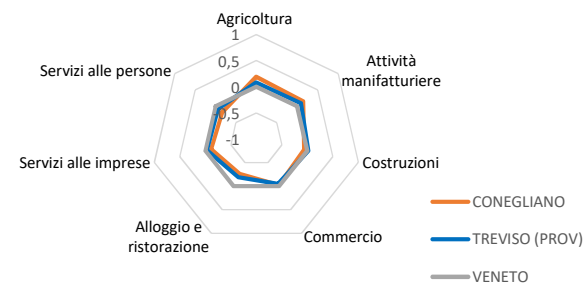 Agricoltura
1
0,5
0
-0,5
-1
Attività
manifatturiere
Costruzioni
Commercio
Alloggio e
ristorazione
Servizi alle imprese
Servizi alle persone
CONEGLIANO
TREVISO (PROV)
VENETO